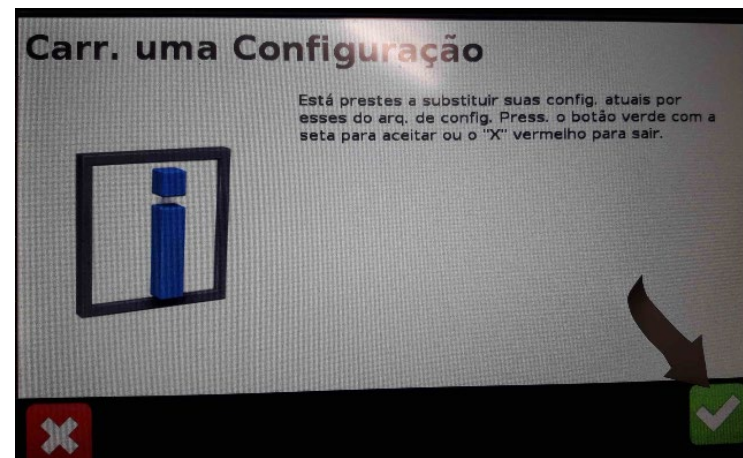 Carr. uma Configuração
Está prestes a substituir suas config. atuais por
esses do arq. de config. Press. o botão verde com a
seta para aceitar ou o "X" vermelho para sair.